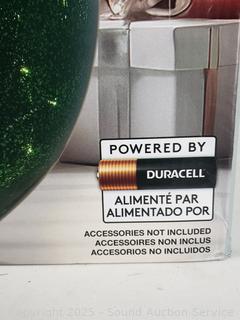 POWERED BY
DURACELL
ALIMENTÉ PAR
ALIMENTADO POR
ACCESSORIES NOT INCLUDED
ACCESSOIRES NON INCLUS
ACCESORIOS NO INCLUIDOS
Copyright 2025 - Sound Auction Service